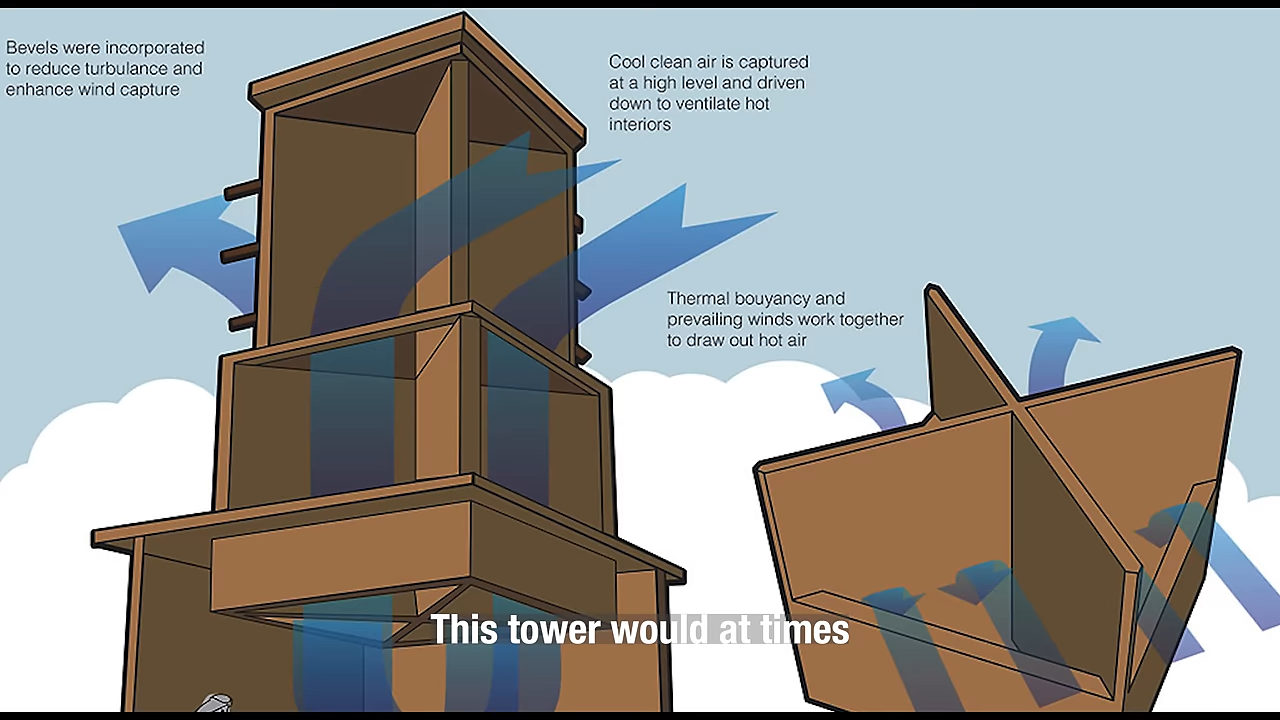 Bevels were incorporated
to reduce turbulance and
enhance wind capture
Cool clean air is captured
at a high level and driven
down to ventilate hot
interiors
Thermal bouyancy and
prevailing winds work together
to draw out hot air
This tower would at times